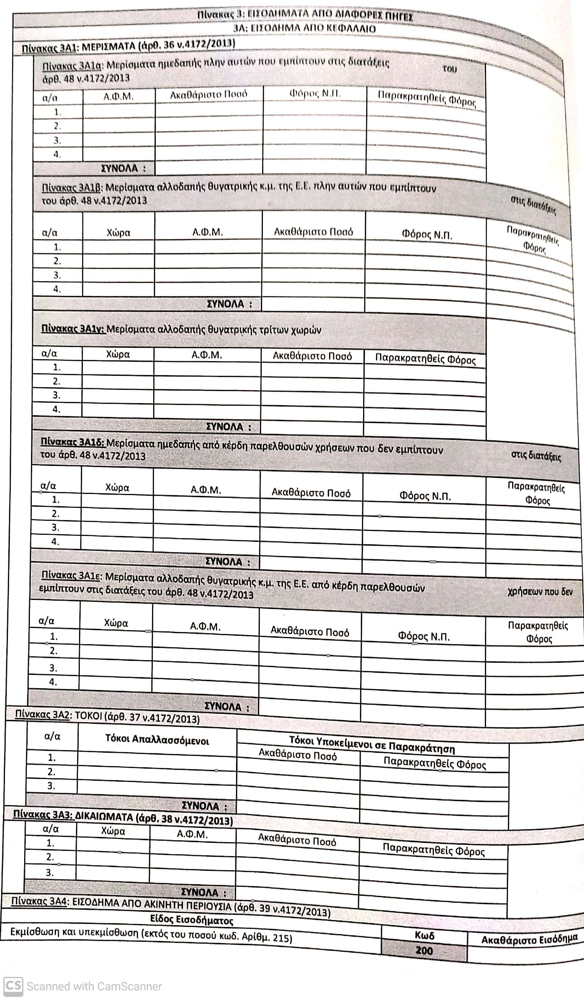 Πίνακας 3: ΕΙΣΟΔΗΜΑΤΑ ΑΠΟ ΔΙΑΦΟΡΕΣ ΠΗΓΕΣ
3Α: ΕΙΣΟΔΗΜΑ ΑΠΟ ΚΕΦΑΛΑΙΟ
Πίνακας 3Α1: ΜΕΡΙΣΜΑΤΑ (άρθ. 36 ν.4172/2013)
Πίνακας 3Α1α: Μερίσματα ημεδαπής πλην αυτών που εμπίπτουν στις διατάξεις του
άρθ. 48 ν.4172/2013
α/α Α.Φ.Μ. Ακαθάριστο Ποσό Φόρος Ν.Π. Παρακρατηθείς Φόρος
1.
2.
3.
4.
ΣΥΝΟΛΑ :
Πίνακας 3Α1β: Μερίσματα αλλοδαπής θυγατρικής κ.μ. της Ε.Ε. πλην αυτών που εμπίπτουν στις διατάξεις
του άρθ. 48 ν.4172/2013
α/α Χώρα Α.Φ.Μ. Ακαθάριστο Ποσό Φόρος Ν.Π. Παρακρατηθείς
Φόρος
1.
2.
3.
4.
ΣΥΝΟΛΑ :
Πίνακας 3Α1γ: Μερίσματα αλλοδαπής θυγατρικής τρίτων χωρών
α/α Χώρα Α.Φ.Μ. Ακαθάριστο Ποσό Παρακρατηθείς Φόρος
1.
2.
3.
4.
ΣΥΝΟΛΑ :
Πίνακας 3Α1δ: Μερίσματα ημεδαπής από κέρδη παρελθουσών χρήσεων που δεν εμπίπτουν στις διατάξεις
του άρθ. 48 ν.4172/2013
α/α Χώρα Α.Φ.Μ. Ακαθάριστο Ποσό Φόρος Ν.Π. Παρακρατηθείς
Φόρος
1.
2.
3.
4.
ΣΥΝΟΛΑ :
Πίνακας 3Α1ε: Μερίσματα αλλοδαπής θυγατρικής κ.μ. της Ε.Ε. από κέρδη παρελθουσών χρήσεων που δεν
εμπίπτουν στις διατάξεις του άρθ. 48 ν.4172/2013
α/α Χώρα Α.Φ.Μ. Ακαθάριστο Ποσό Φόρος Ν.Π. Παρακρατηθείς
Φόρος
1.
2.
3.
4.
ΣΥΝΟΛΑ :
Πίνακας 3Α2: ΤΟΚΟΙ (άρθ. 37 ν.4172/2013)
α/α Τόκοι Απαλλασσόμενοι Τόκοι Υποκείμενοι σε Παρακράτηση
Ακαθάριστο Ποσό Παρακρατηθείς Φόρος
1.
2.
3.
ΣΥΝΟΛΑ :
Πίνακας 3Α3: ΔΙΚΑΙΩΜΑΤΑ (άρθ. 38 ν.4172/2013)
α/α Χώρα Α.Φ.Μ. Ακαθάριστο Ποσό Παρακρατηθείς Φόρος
1.
2.
3.
ΣΥΝΟΛΑ :
Πίνακας 3Α4: ΕΙΣΟΔΗΜΑ ΑΠΟ ΑΚΙΝΗΤΗ ΠΕΡΙΟΥΣΙΑ (άρθ. 39 ν.4172/2013)
Είδος Εισοδήματος Κωδ Ακαθάριστο Εισόδημα
Εκμίσθωση και υπεκμίσθωση (εκτός του ποσού κωδ. Αρίθμ. 215) 200
CS Scanned with CamScanner